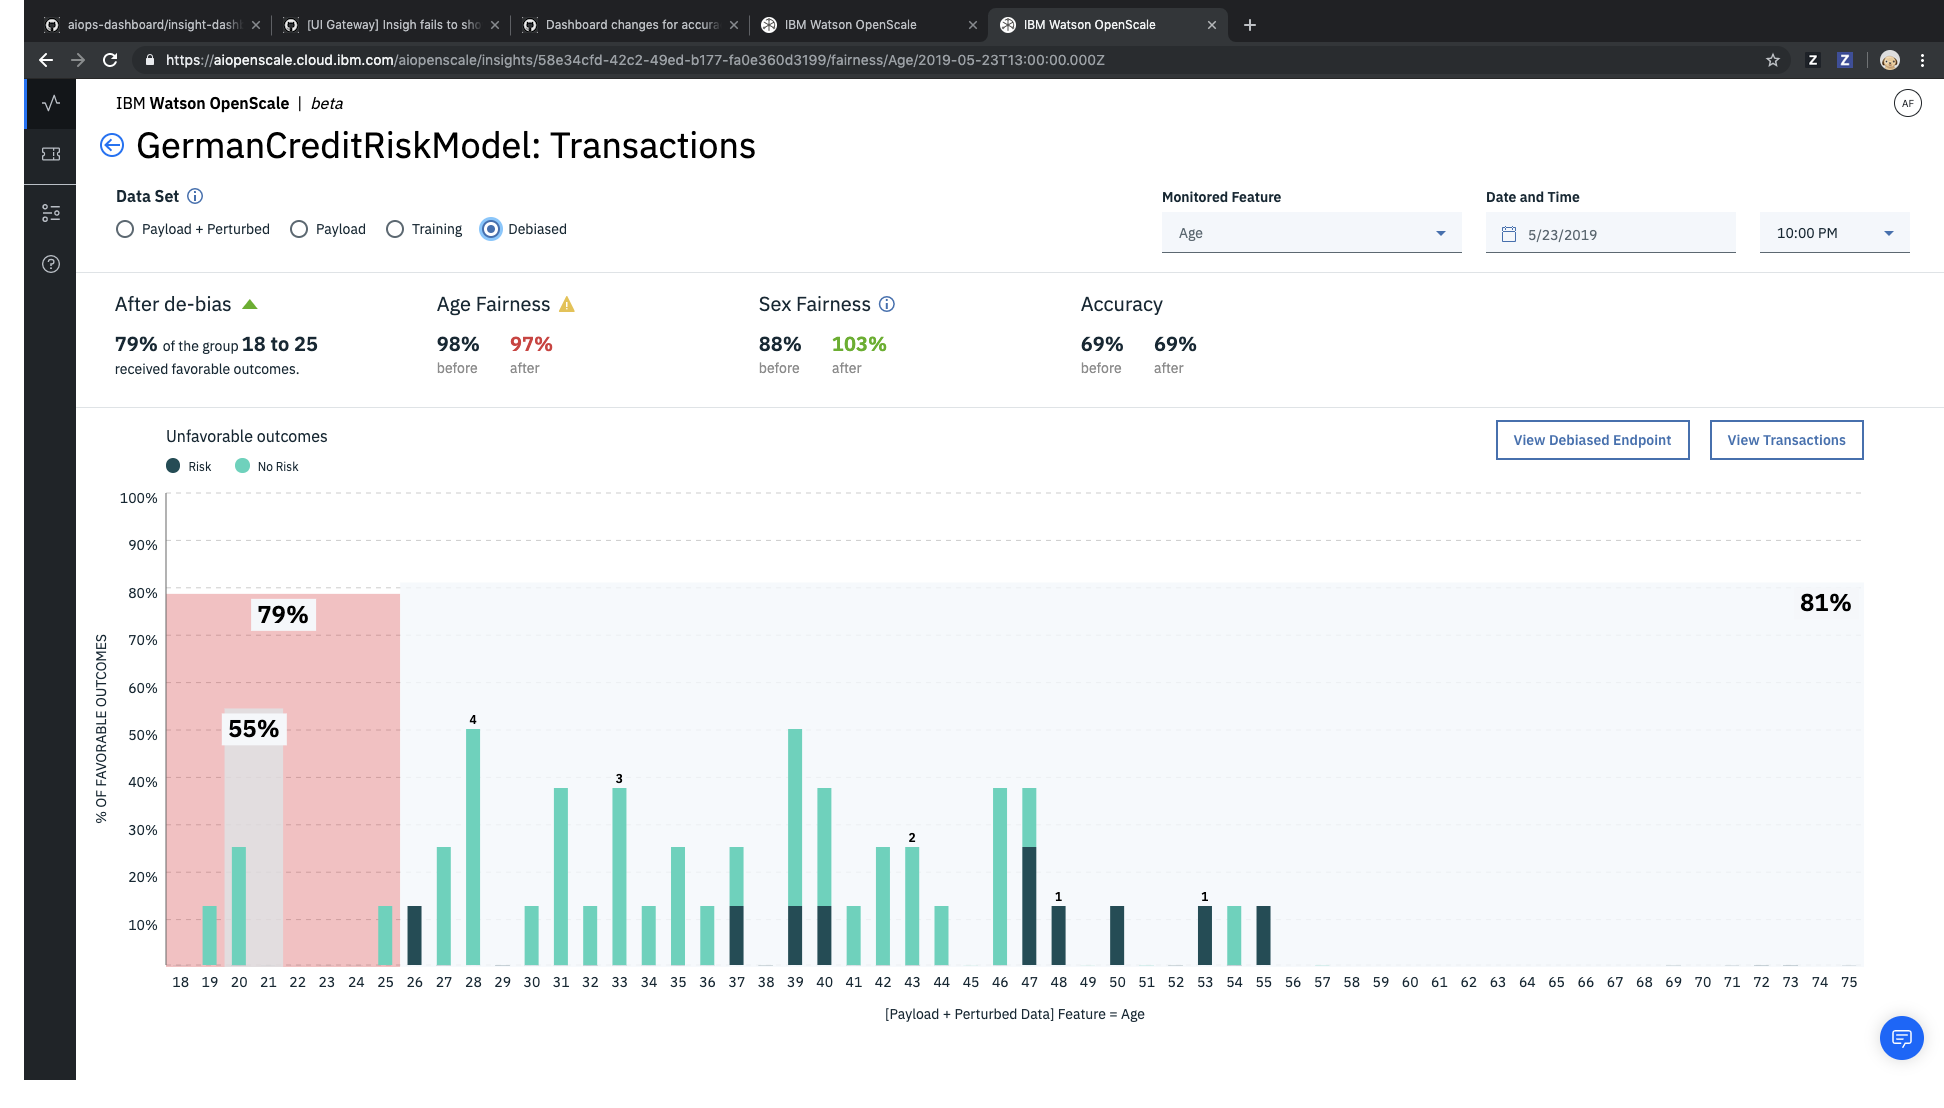 aiops-dashboard/insight-dash
[UI Gateway] Insigh fails to sho
Dashboard changes for accura
IBM Watson OpenScale
IBM Watson OpenScale
https://aiopenscale.cloud.ibm.com/aiopenscale/insights/58e34cfd-42c2-49ed-b177-fa0e360d3199/fairness/Age/2019-05-23T13:00:00.000Z
Z Z
IBM Watson OpenScale | beta
AF
GermanCreditRiskModel: Transactions
Data Set
Payload + Perturbed Payload Training Debiased
Monitored Feature
Age
Date and Time
5/23/2019
10:00 PM
After de-bias
79% of the group 18 to 25
received favorable outcomes.
Age Fairness
98% 97%
before after
Sex Fairness
88% 103%
before after
Accuracy
69% 69%
before after
Unfavorable outcomes
Risk No Risk
View Debiased Endpoint
View Transactions
% OF FAVORABLE OUTCOMES
100%
90%
80%
70%
60%
50%
40%
30%
20%
10%
79%
81%
55%
4
3
2
1
1
18 19 20 21 22 23 24 25 26 27 28 29 30 31 32 33 34 35 36 37 38 39 40 41 42 43 44 45 46 47 48 49 50 51 52 53 54 55 56 57 58 59 60 61 62 63 64 65 66 67 68 69 70 71 72 73 74 75
[Payload + Perturbed Data] Feature = Age